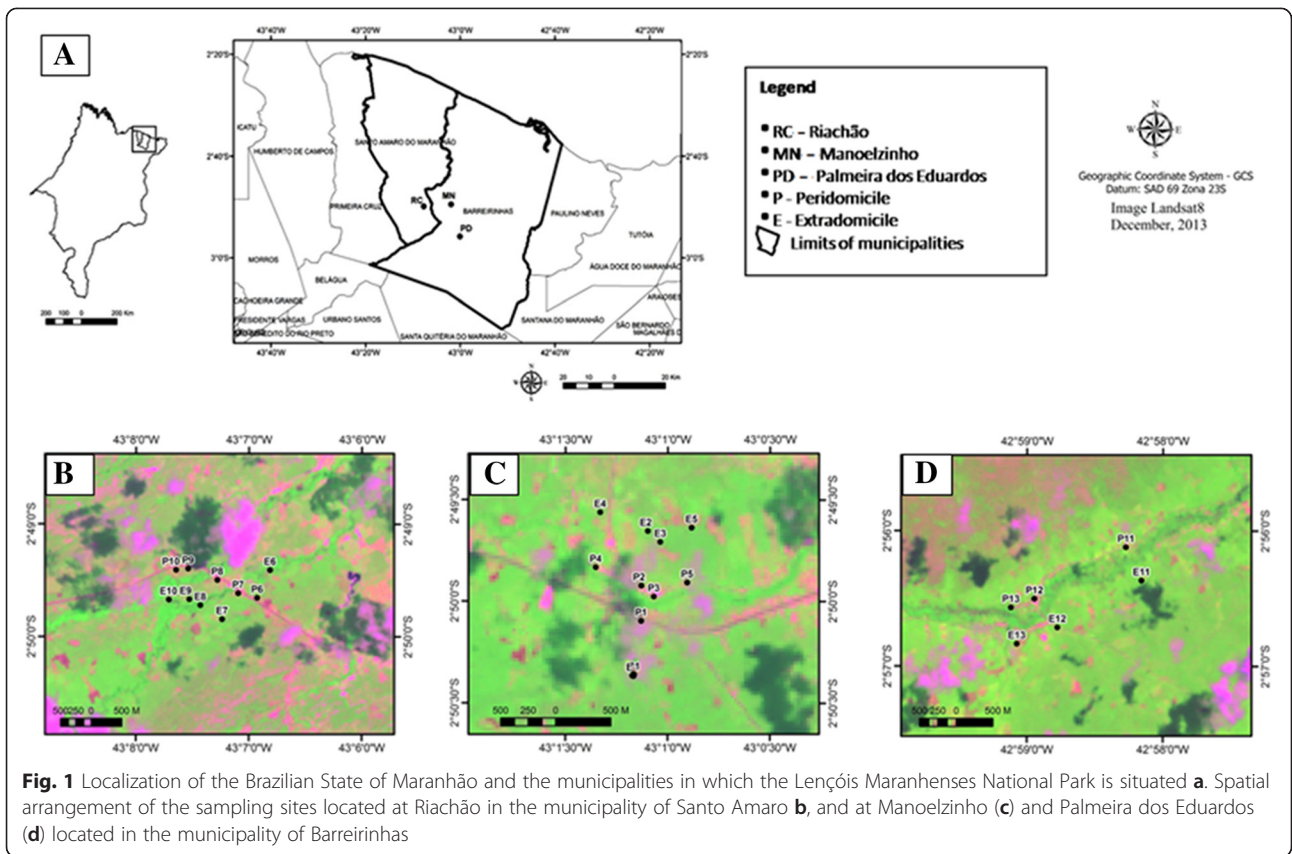 A
43°40'W
43°20'W
43°0'W
42°40'W
42°20'W
2°20'S
2°20'S
2°40'S
2°40'S
3°0'S
3°0'S
ICATU
HUMBERTO DE CAMPOS
SANTO AMARO DO MARANHÃO
PRIMEIRA CRUZ
RC
MN
BARREIRINHAS
PD
PAULINO NEVES
TUTÓIA
MORROS
BELÁGUA
ÁGUA DOCE DO MARANHÃO
CACHOEIRA GRANDE
ARAIOSES
PRESIDENTE VARGAS
URBANO SANTOS
SANTANA DO MARANHÃO
SÃO BERNARDO
DO RIO PRETO
SANTA QUITÉRIA DO MARANHÃO
43°40'W
43°20'W
43°0'W
42°40'W
42°20'W
200 100 0 200 Km
N
W E
S
20 10 0 20 Km
Legend
RC – Riachão
MN – Manoelzinho
PD – Palmeira dos Eduardos
P - Peridomicile
E - Extradomicile
Limits of municipalities
N
W E
S
Geographic Coordinate System - GCS
Datum: SAD 69 Zona 23S
Image Landsat8
December, 2013
B
43°8'0"W
43°7'0"W
43°6'0"W
2°49'0"S
2°49'0"S
2°50'0"S
2°50'0"S
P10 P9
P8
E6
P7
P6
E10 E9
E8
E7
500 250 0 500 M
43°8'0"W
43°7'0"W
43°6'0"W
C
43°1'30"W
43°1'0"W
43°0'30"W
2°49'30"S
2°49'30"S
2°50'0"S
2°50'0"S
2°50'30"S
2°50'30"S
E4
E2
E5
E3
P4
P2
P5
P3
P1
500 250 0 500 M
43°1'30"W
43°1'0"W
43°0'30"W
D
42°59'0"W
42°58'0"W
2°56'0"S
2°56'0"S
2°57'0"S
2°57'0"S
P11
E11
P12
P13
E12
E13
500 250 0 500 M
42°59'0"W
42°58'0"W
Fig. 1 Localization of the Brazilian State of Maranhão and the municipalities in which the Lençóis Maranhenses National Park is situated a. Spatial
arrangement of the sampling sites located at Riachão in the municipality of Santo Amaro b, and at Manoelzinho (c) and Palmeira dos Eduardos
(d) located in the municipality of Barreirinhas